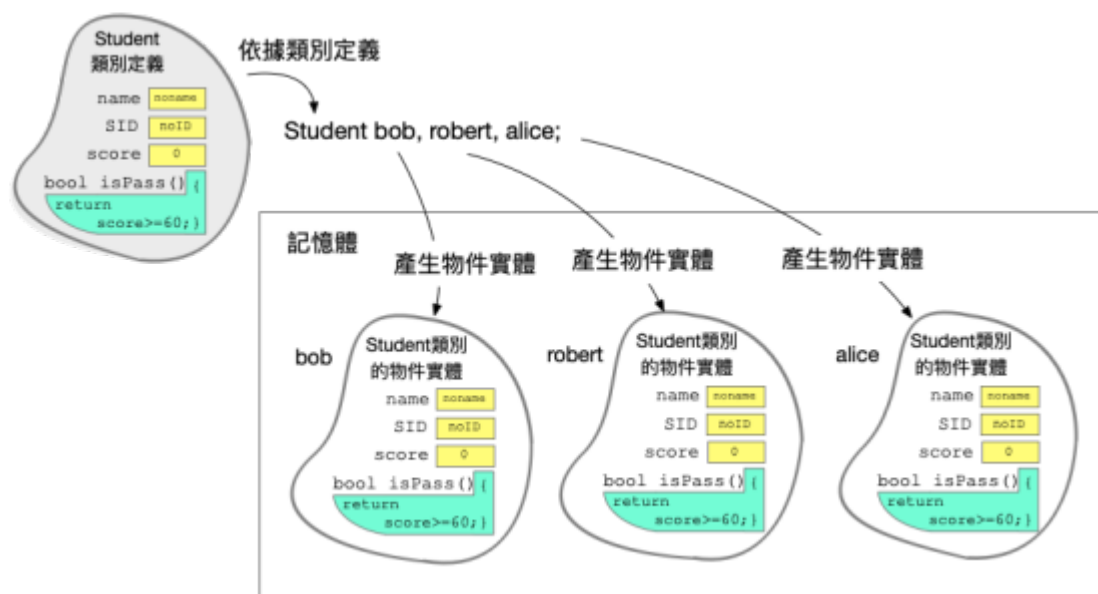 Student
類別定義
name noname
SID noID
score 0
bool isPass() {
return
score>=60;}
依據類別定義
Student bob, robert, alice;
記憶體
產生物件實體
產生物件實體
產生物件實體
bob
Student類別
的物件實體
name noname
SID noID
score 0
bool isPass() {
return
score>=60;}
robert
Student類別
的物件實體
name noname
SID noID
score 0
bool isPass() {
return
score>=60;}
alice
Student類別
的物件實體
name noname
SID noID
score 0
bool isPass() {
return
score>=60;}